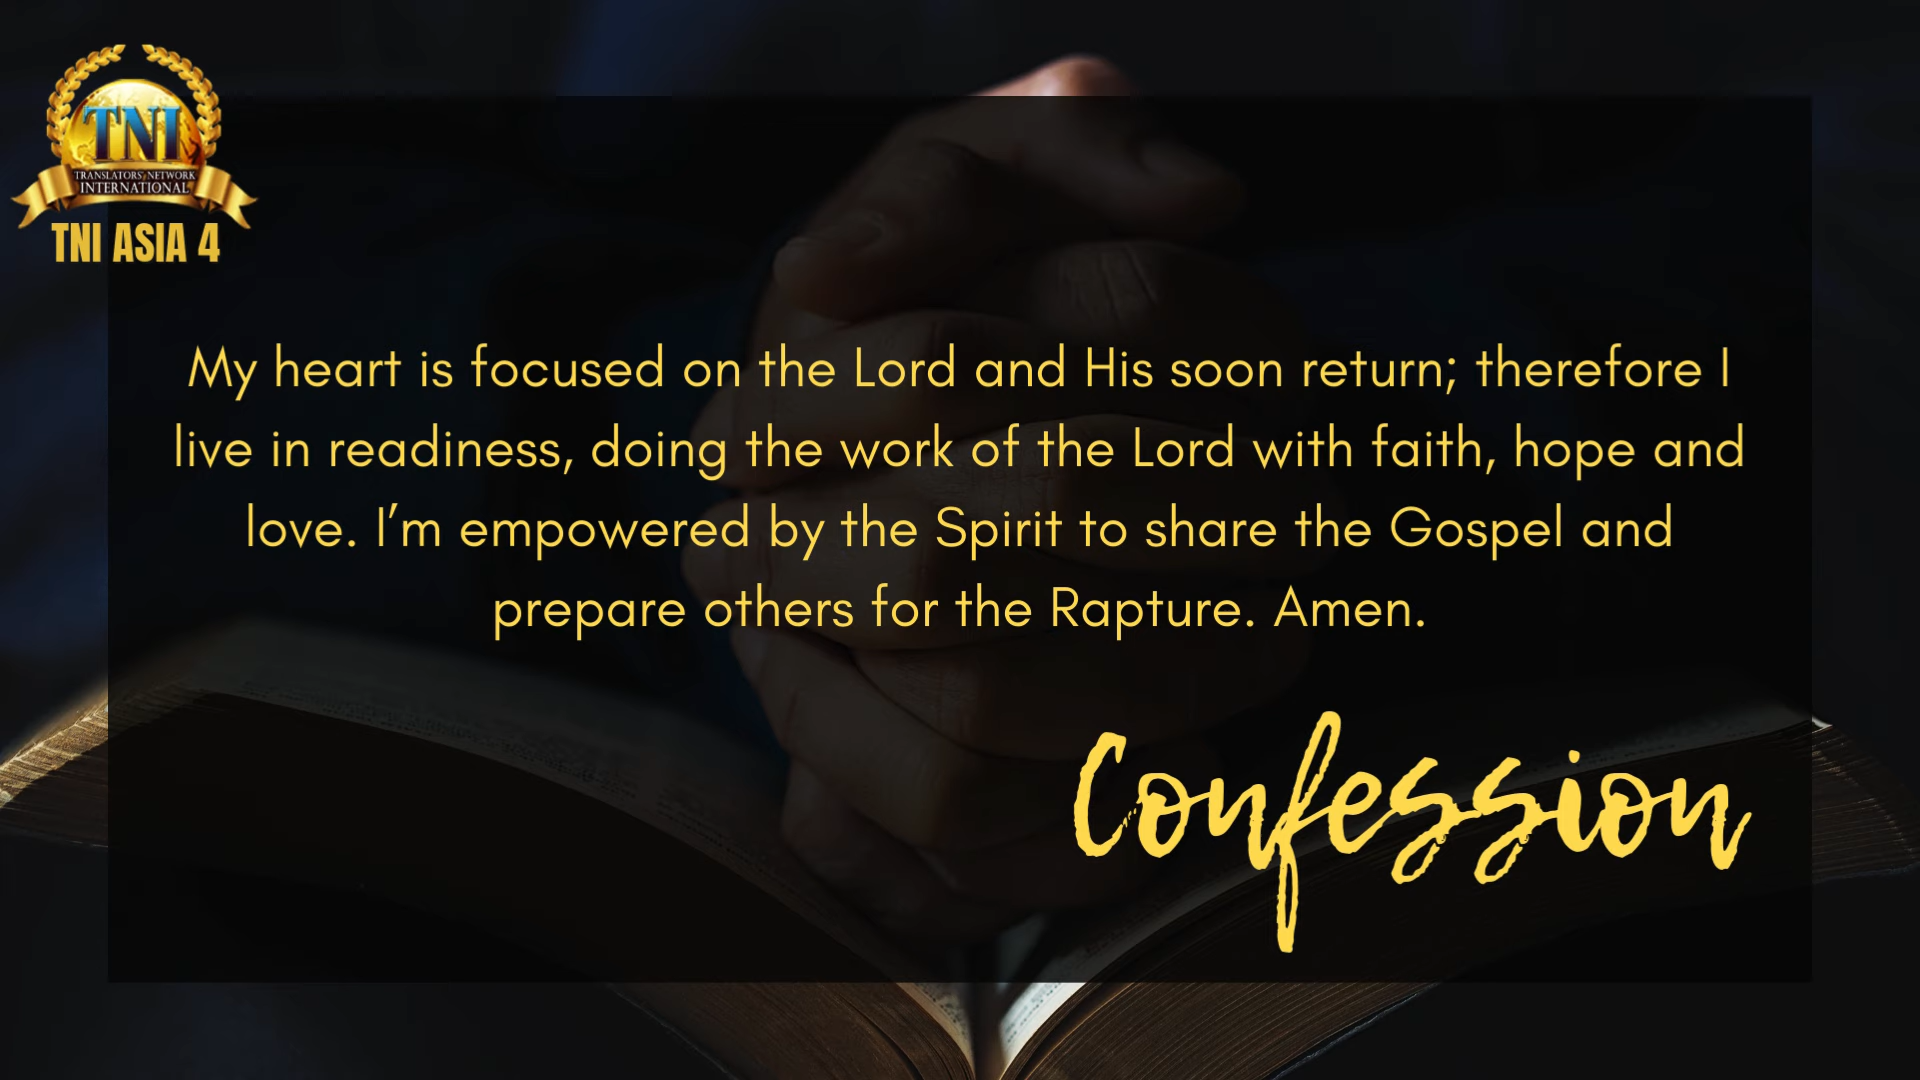 TNI
TRANSLATORS' NETWORK
INTERNATIONAL
TNI ASIA 4
My heart is focused on the Lord and His soon return; therefore I
live in readiness, doing the work of the Lord with faith, hope and
love. I’m empowered by the Spirit to share the Gospel and
prepare others for the Rapture. Amen.
Confession